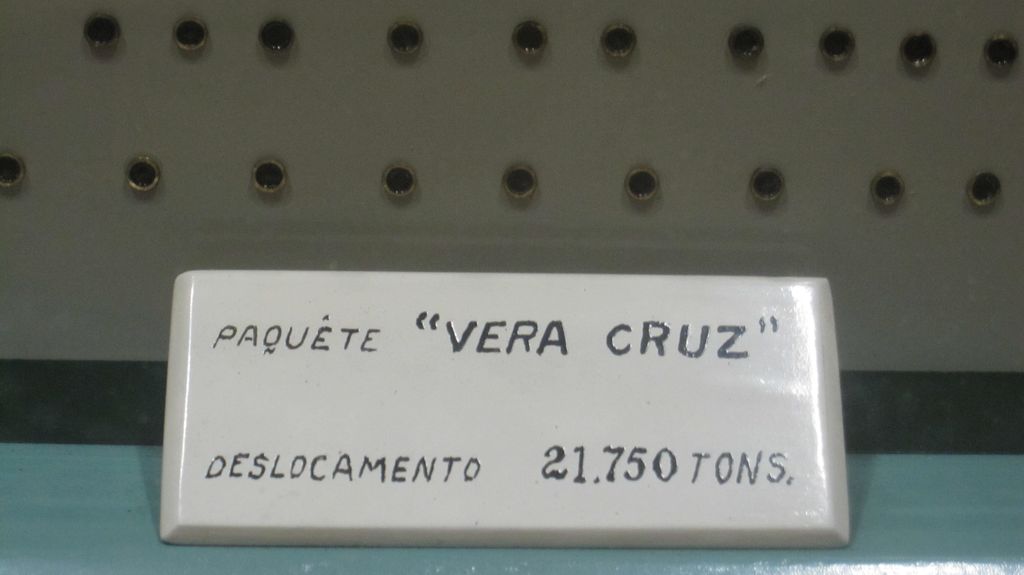 PAQUÊTE "VERA CRUZ"
DESLOCAMENTO 21.750 TONS.